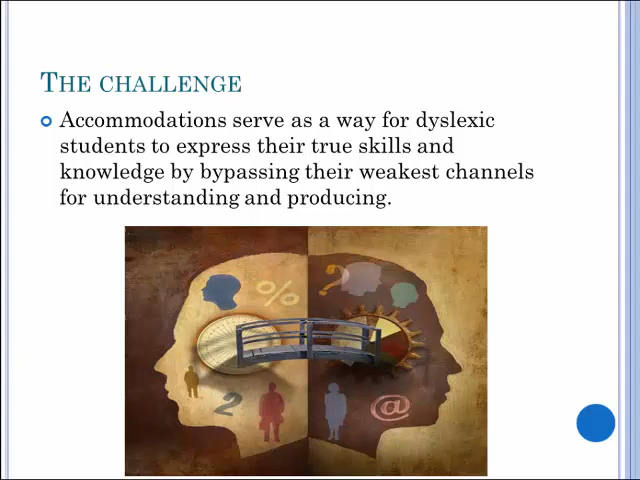 THE CHALLENGE
Accommodations serve as a way for dyslexic
students to express their true skills and
knowledge by bypassing their weakest channels
for understanding and producing.
% ?
2 @